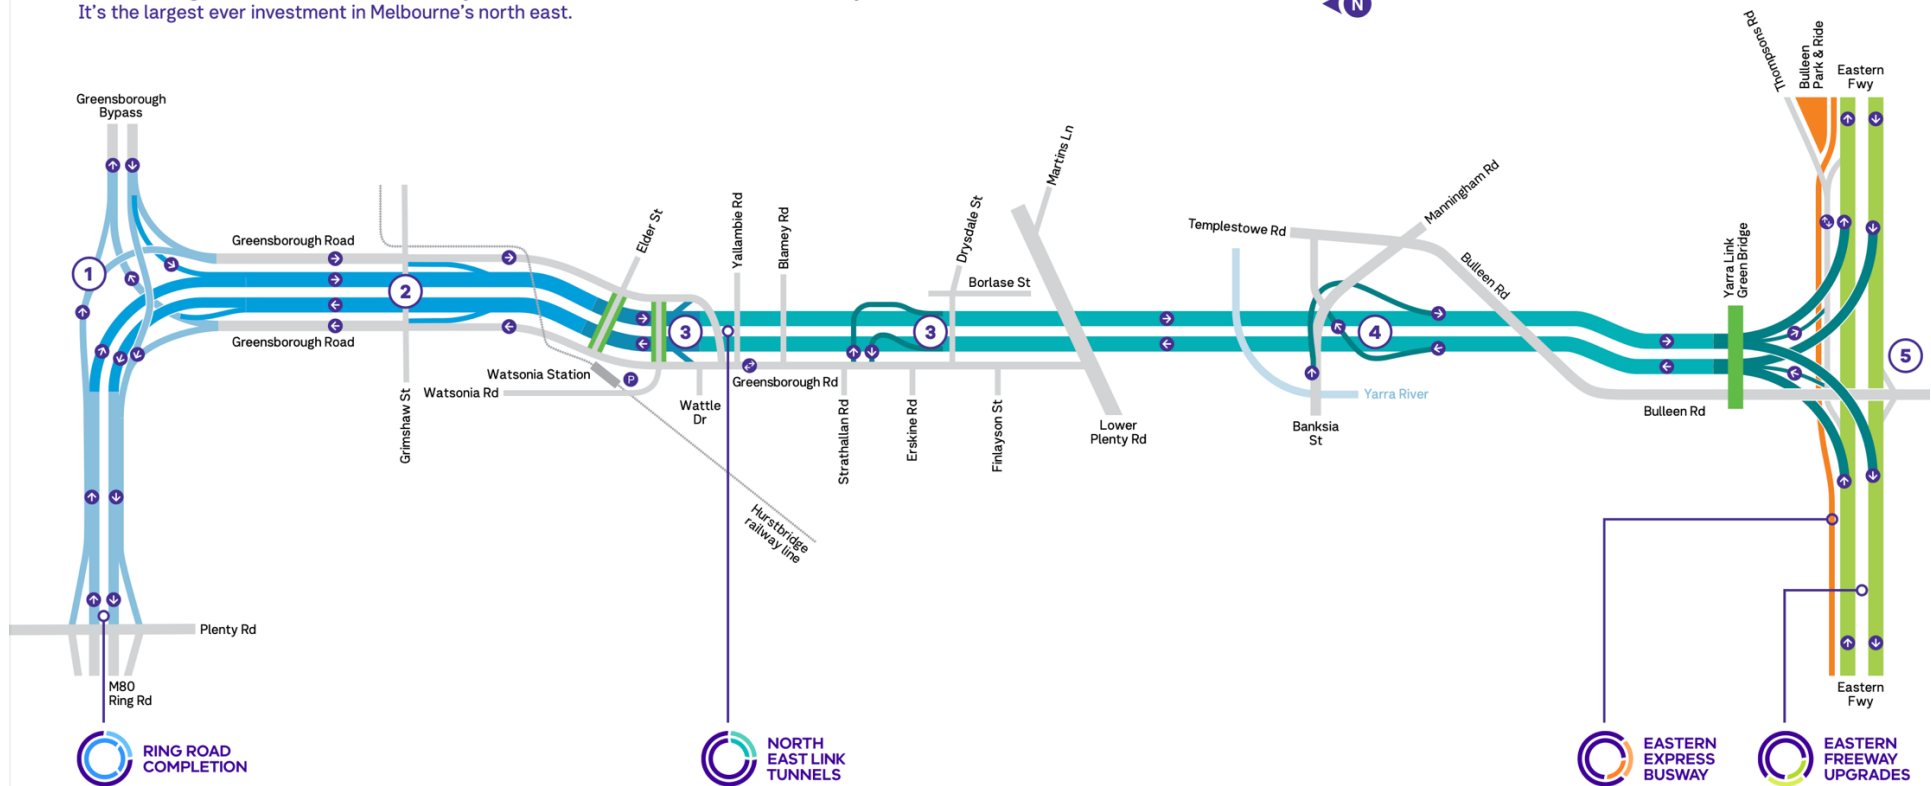 It's the largest ever investment in Melbourne's north east.
N
Thompsons Rd
Bulleen
Park & Ride
Eastern
Fwy
Greensborough
Bypass
Martins Ln
Manningham Rd
Templestowe Rd
Elder St
Yallambie Rd
Blamey Rd
Drysdale St
Greensborough Road
Borlase St
Bulleen Rd
Yarra Link
Green Bridge
1
2
3
3
4
5
Greensborough Road
Watsonia Station
P
Watsonia Rd
Greensborough Rd
Wattle
Dr
Yarra River
Bulleen Rd
Grimshaw St
Strathallan Rd
Erskine Rd
Finlayson St
Lower
Plenty Rd
Banksia
St
Hurstbridge
railway line
Plenty Rd
M80
Ring Rd
Eastern
Fwy
RING ROAD
COMPLETION
NORTH
EAST LINK
TUNNELS
EASTERN
EXPRESS
BUSWAY
EASTERN
FREEWAY
UPGRADES